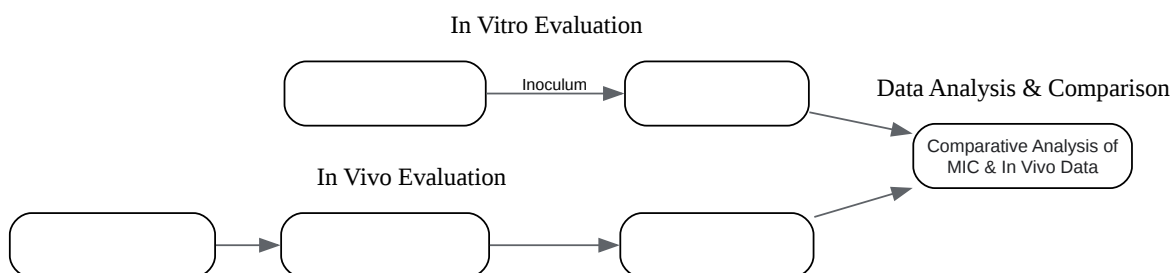 In Vitro Evaluation
Inoculum
Data Analysis & Comparison
Comparative Analysis of
MIC & In Vivo Data
In Vivo Evaluation